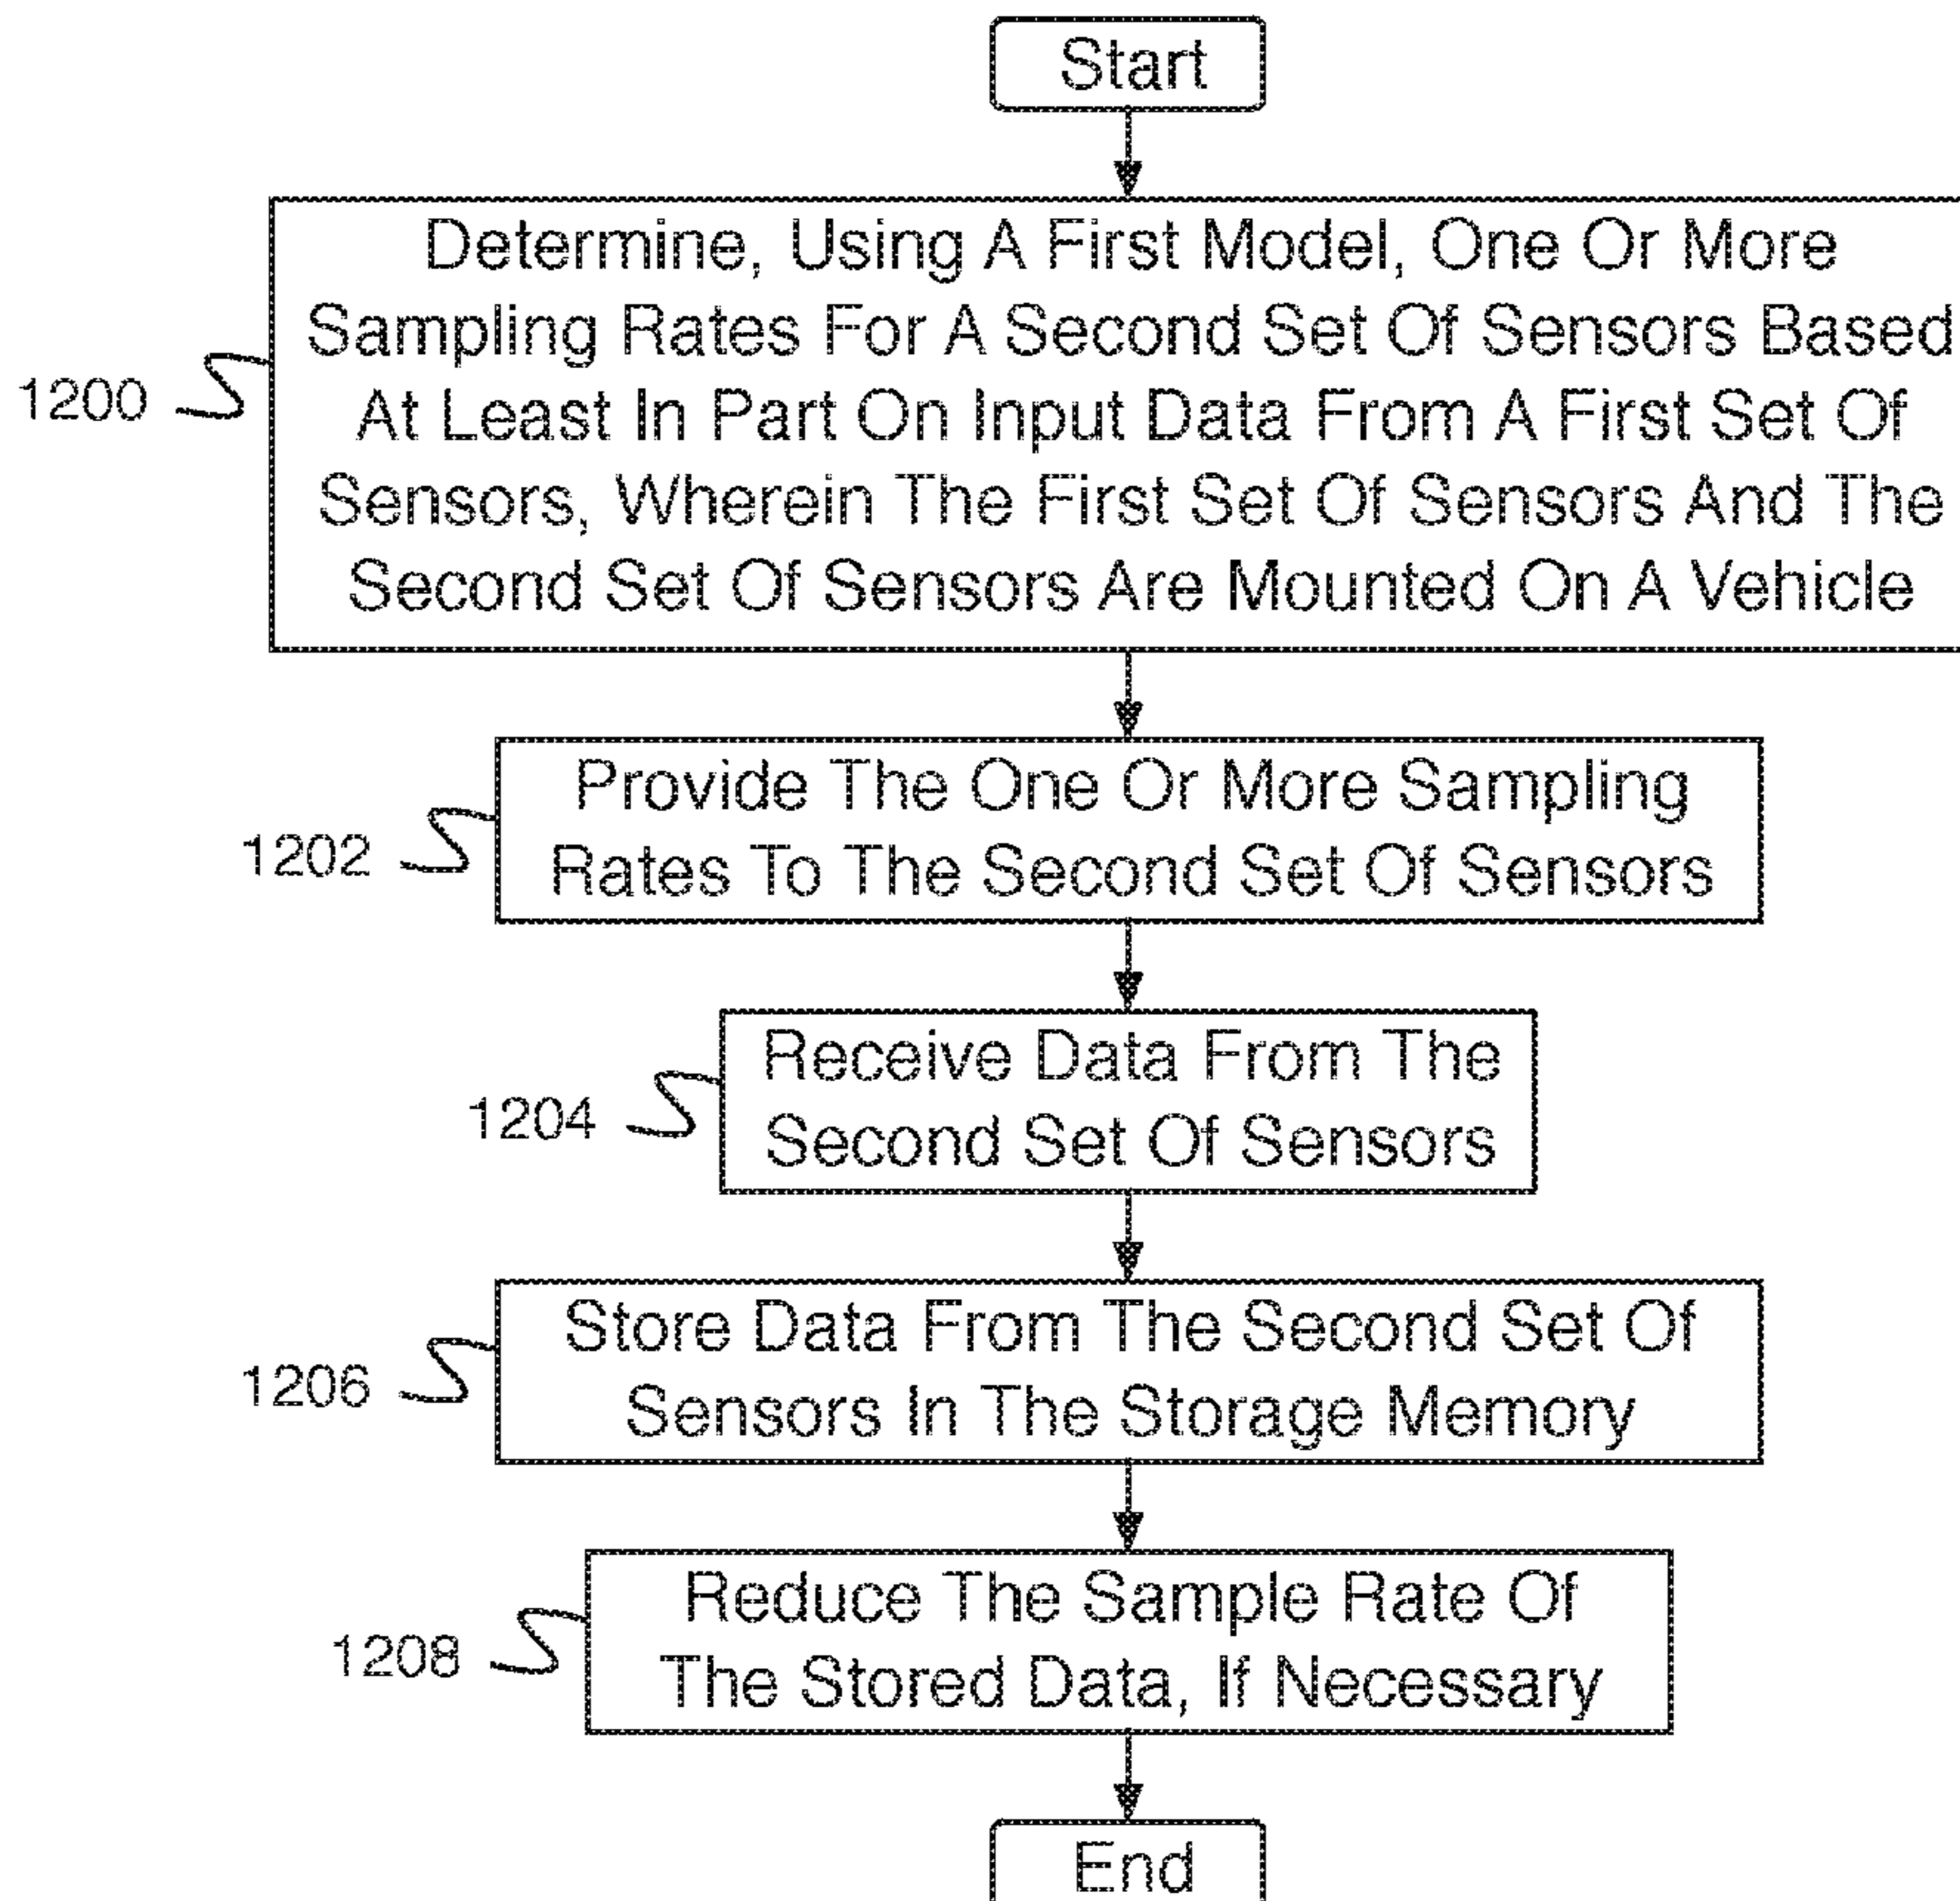 Start
Determine, Using A First Model, One Or More
Sampling Rates For A Second Set Of Sensors Based
1200
At Least In Part On Input Data From A First Set Of
Sensors, Wherein The First Set Of Sensors And The
Second Set Of Sensors Are Mounted On A Vehicle
Provide The One Or More Sampling
1202
Rates To The Second Set Of Sensors
Receive Data From The
1204
Second Set Of Sensors
Store Data From The Second Set Of
1206
Sensors In The Storage Memory
Reduce The Sample Rate Of
1208
The Stored Data, If Necessary
End